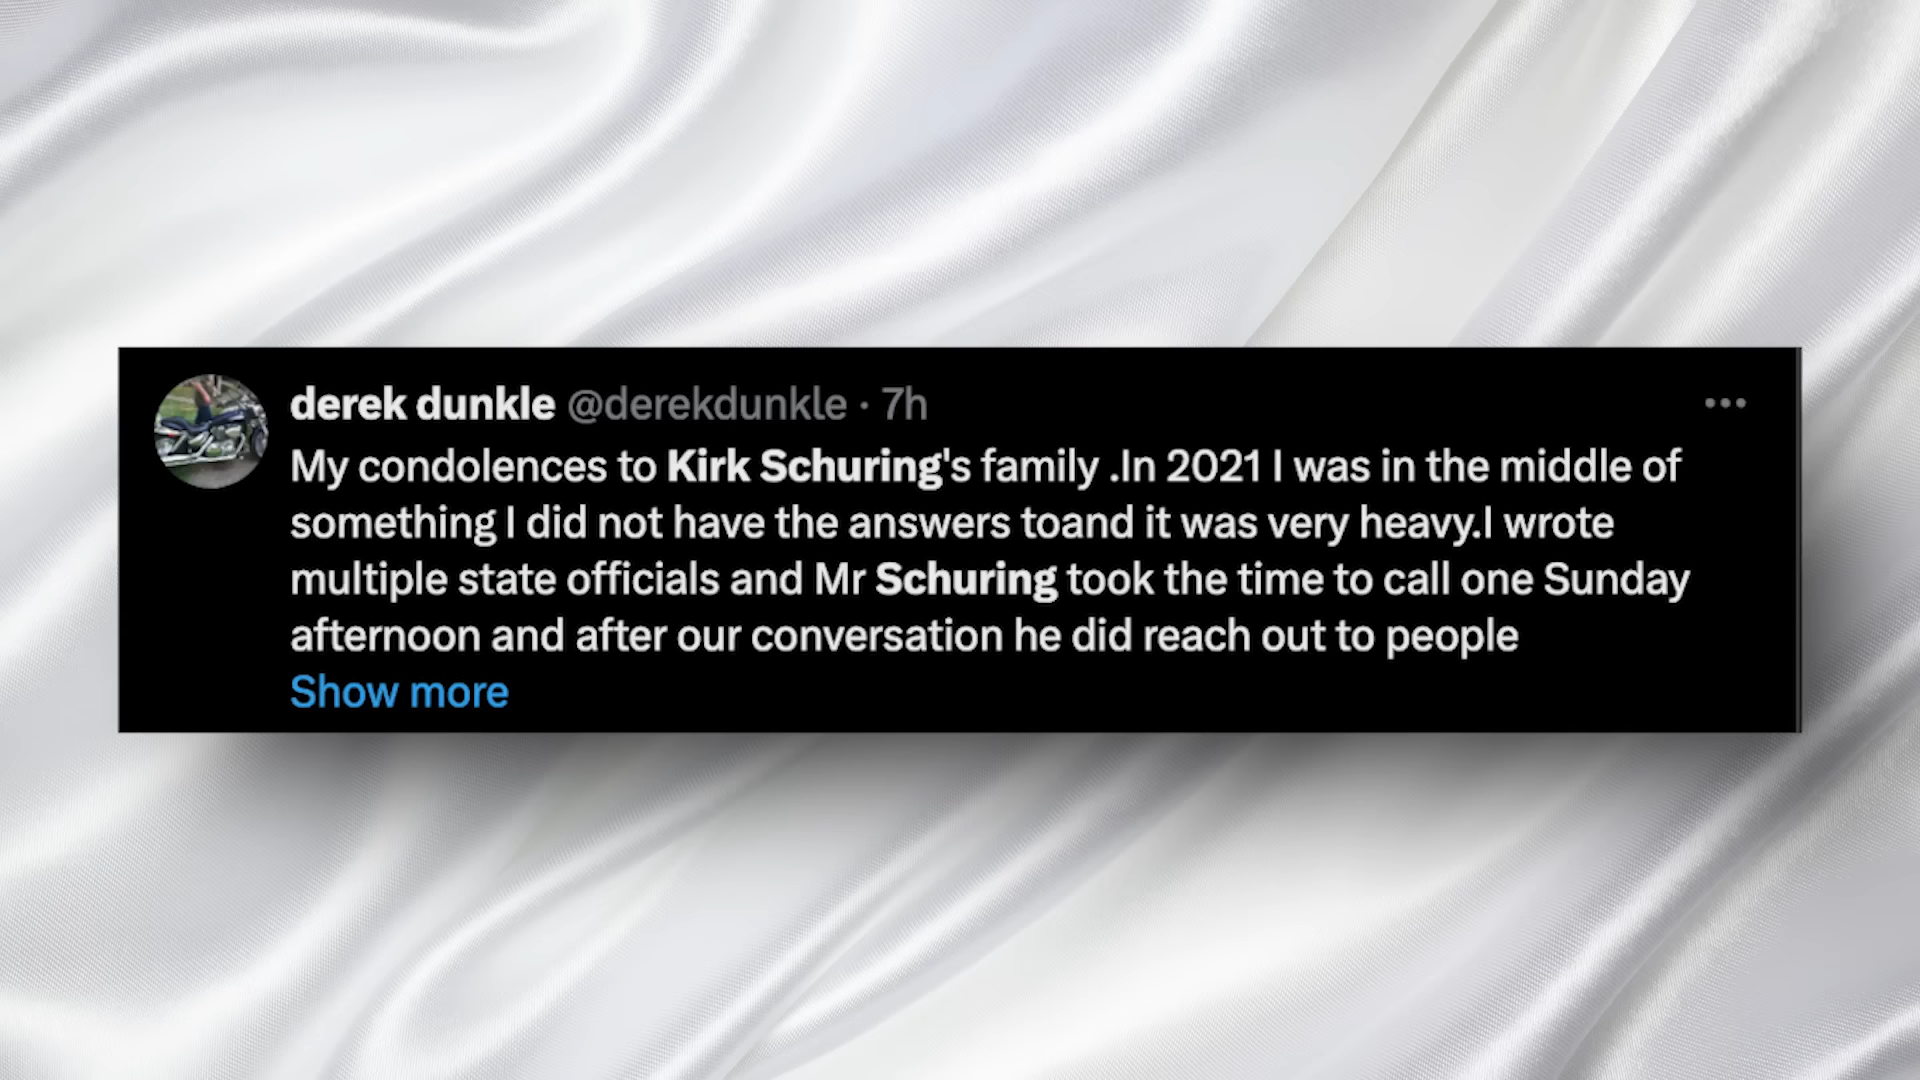 derek dunkle @derekdunkle · 7h
My condolences to Kirk Schuring's family .In 2021 I was in the middle of
something I did not have the answers toand it was very heavy.I wrote
multiple state officials and Mr Schuring took the time to call one Sunday
afternoon and after our conversation he did reach out to people
Show more